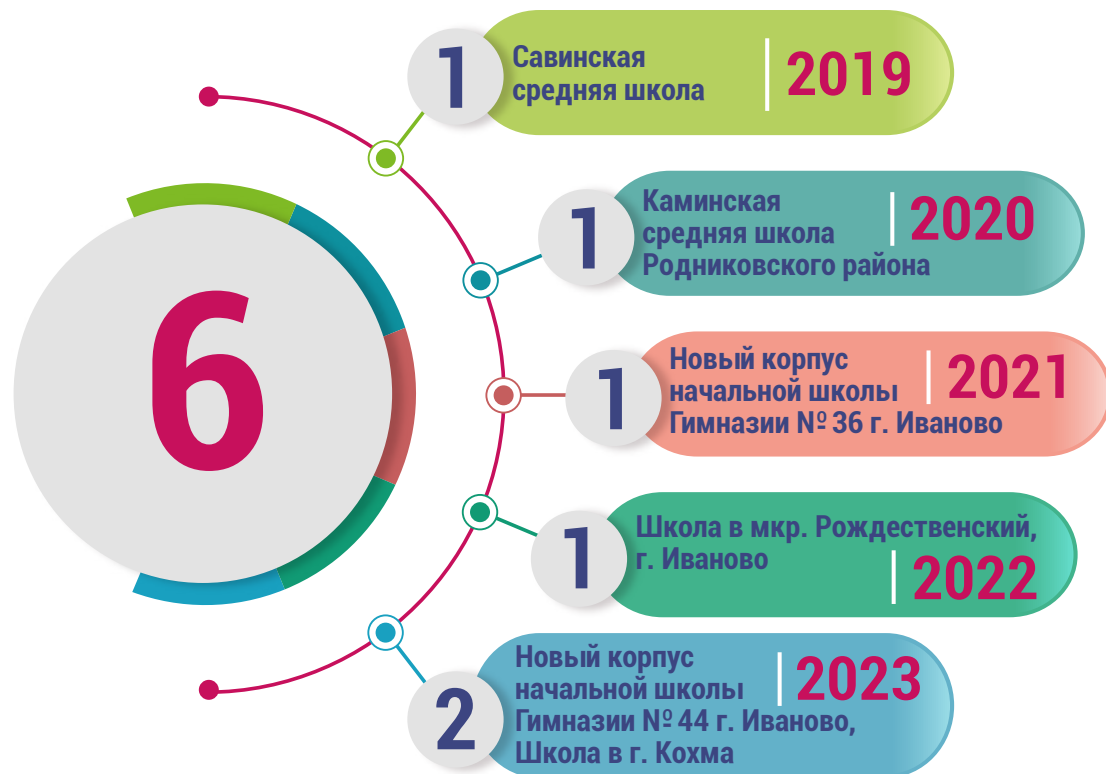 6
1
Савинская
средняя школа
2019
1
Каминская
средняя школа
Родниковского района
2020
1
Новый корпус
начальной школы
Гимназии № 36 г. Иваново
2021
1
Школа в мкр. Рождественский,
г. Иваново
2022
2
Новый корпус
начальной школы
Гимназии № 44 г. Иваново,
Школа в г. Кохма
2023